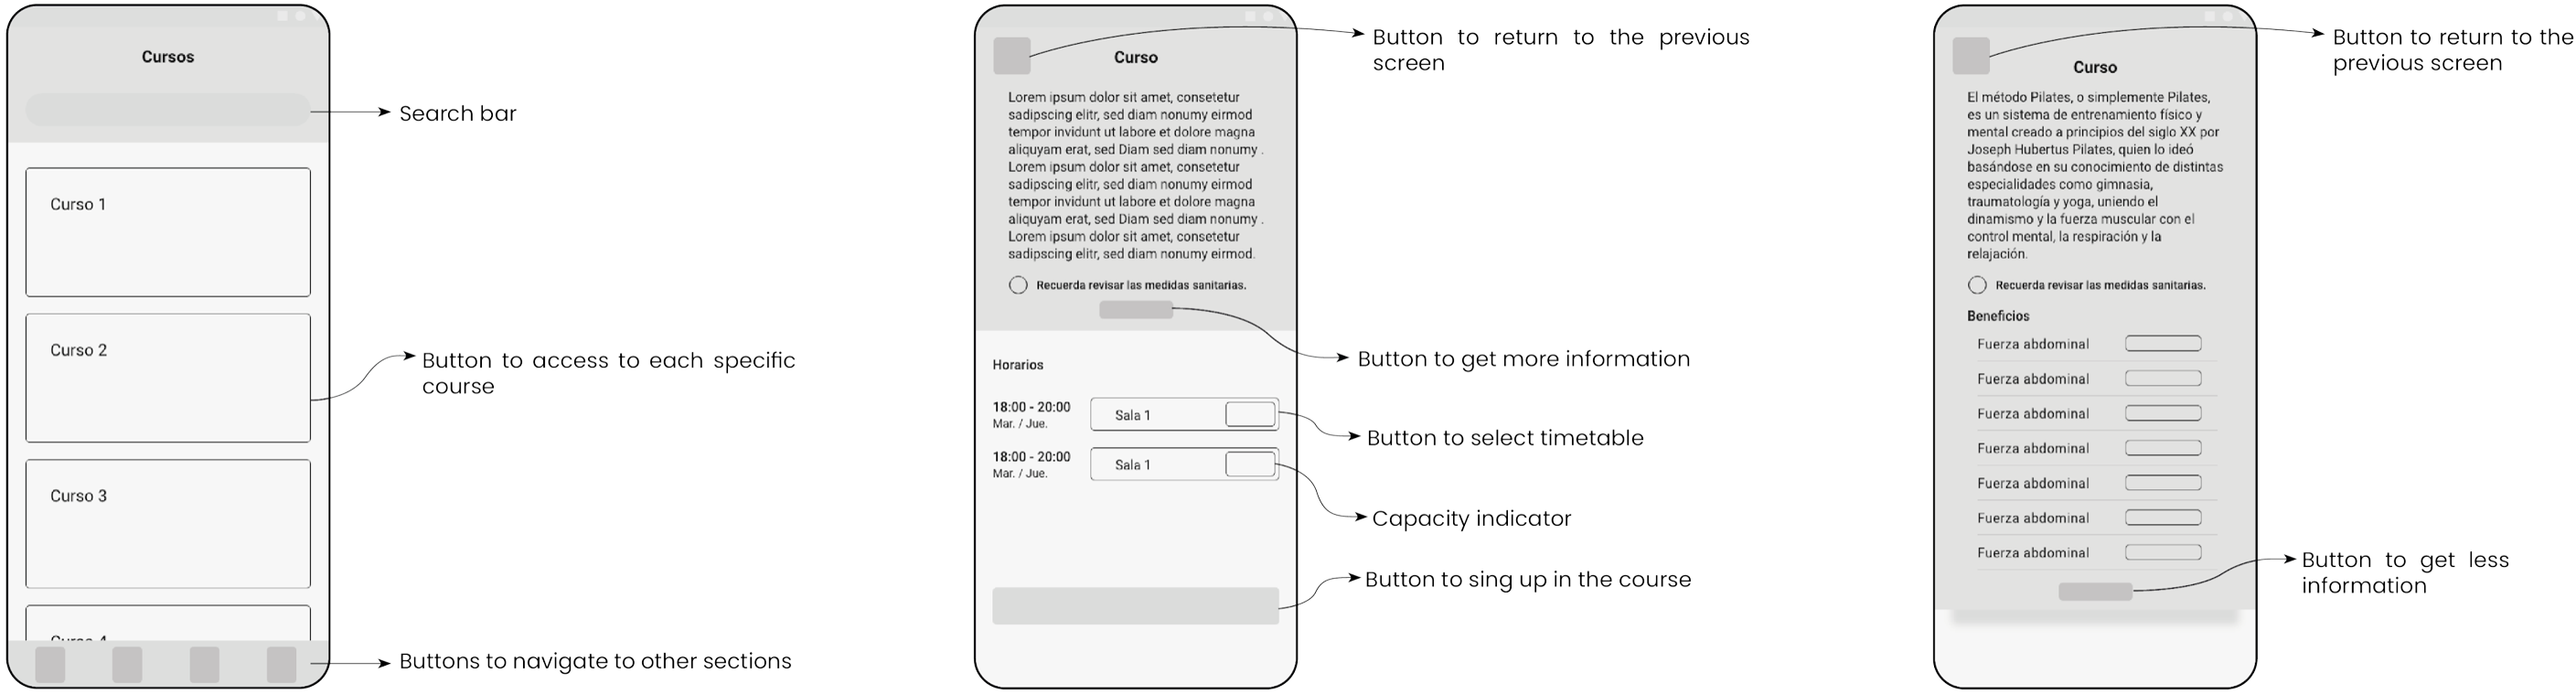 Cursos
Search bar
Curso 1
Curso 2
Button to access to each specific
course
Curso 3
Curso 4
Buttons to navigate to other sections
Button to return to the previous
screen
Curso
Lorem ipsum dolor sit amet, consetetur
sadipscing elitr, sed diam nonumy eirmod
tempor invidunt ut labore et dolore magna
aliquyam erat, sed Diam sed diam nonumy .
Lorem ipsum dolor sit amet, consetetur
sadipscing elitr, sed diam nonumy eirmod
tempor invidunt ut labore et dolore magna
aliquyam erat, sed Diam sed diam nonumy .
Lorem ipsum dolor sit amet, consetetur
sadipscing elitr, sed diam nonumy eirmod.
Recuerda revisar las medidas sanitarias.
Button to get more information
Horarios
18:00 - 20:00
Mar. / Jue.
Sala 1
Button to select timetable
18:00 - 20:00
Mar. / Jue.
Sala 1
Capacity indicator
Button to sing up in the course
Button to return to the
previous screen
Curso
El método Pilates, o simplemente Pilates,
es un sistema de entrenamiento físico y
mental creado a principios del siglo XX por
Joseph Hubertus Pilates, quien lo ideó
basándose en su conocimiento de distintas
especialidades como gimnasia,
traumatología y yoga, uniendo el
dinamismo y la fuerza muscular con el
control mental, la respiración y la
relajación.
Recuerda revisar las medidas sanitarias.
Beneficios
Fuerza abdominal
Fuerza abdominal
Fuerza abdominal
Fuerza abdominal
Fuerza abdominal
Fuerza abdominal
Fuerza abdominal
Button to get less
information